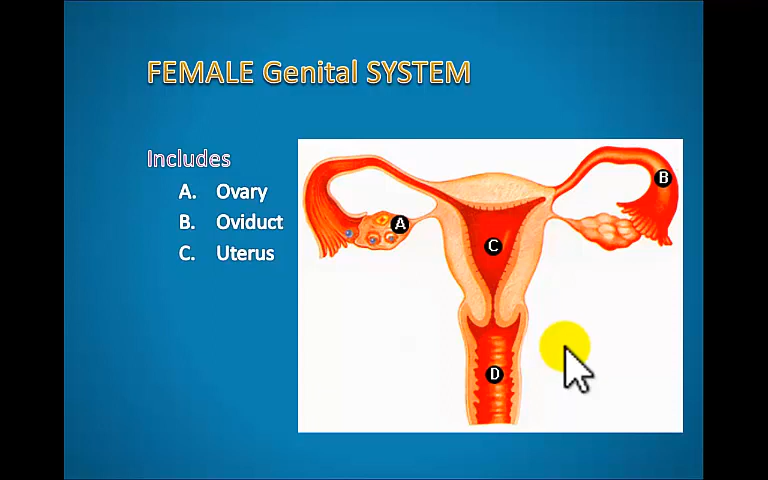 FEMALE Genital SYSTEM
Includes
A. Ovary
B. Oviduct
C. Uterus
A
B
C
D